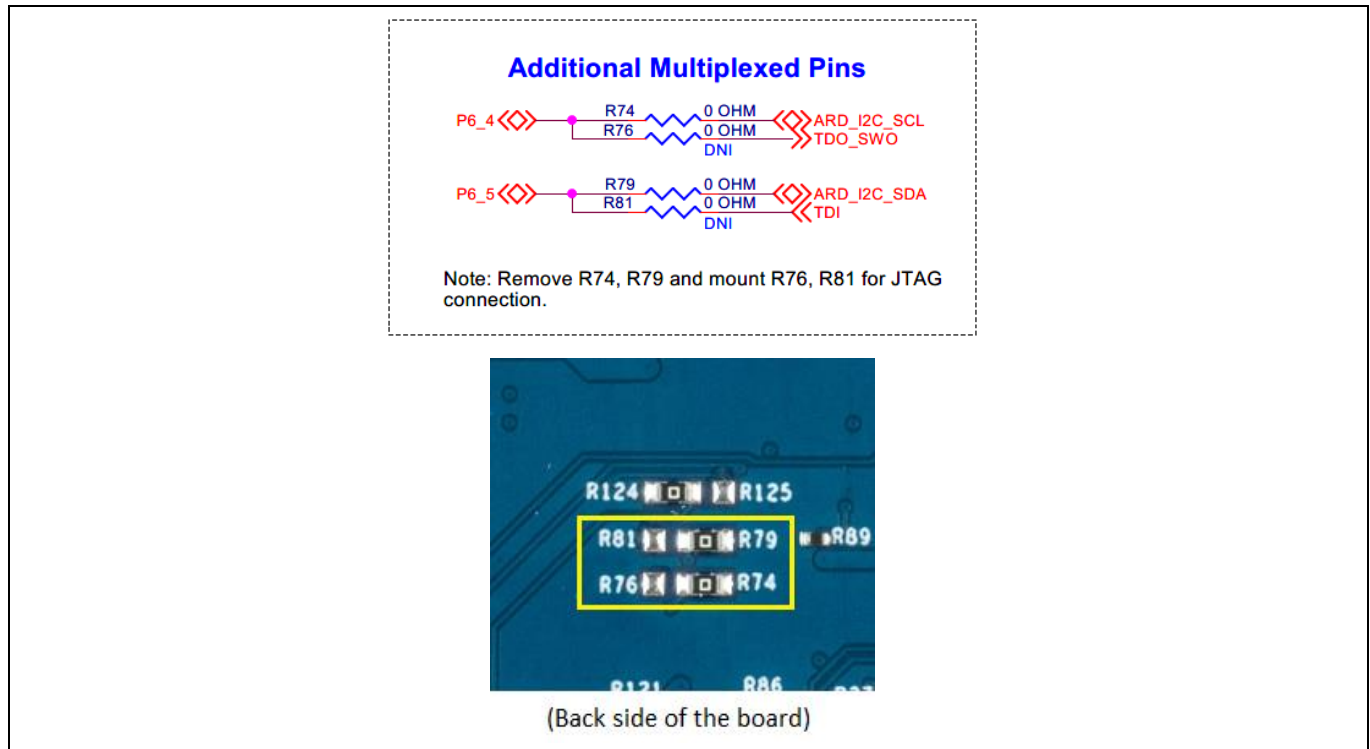 Additional Multiplexed Pins
P6_4 R74 0 OHM ARD_I2C_SCL
R76 0 OHM TDO_SWO
DNI
P6_5 R79 0 OHM ARD_I2C_SDA
R81 0 OHM TDI
DNI
Note: Remove R74, R79 and mount R76, R81 for JTAG
connection.
R124 R125
R81 R79 R89
R76 R74
R121 R86
(Back side of the board)